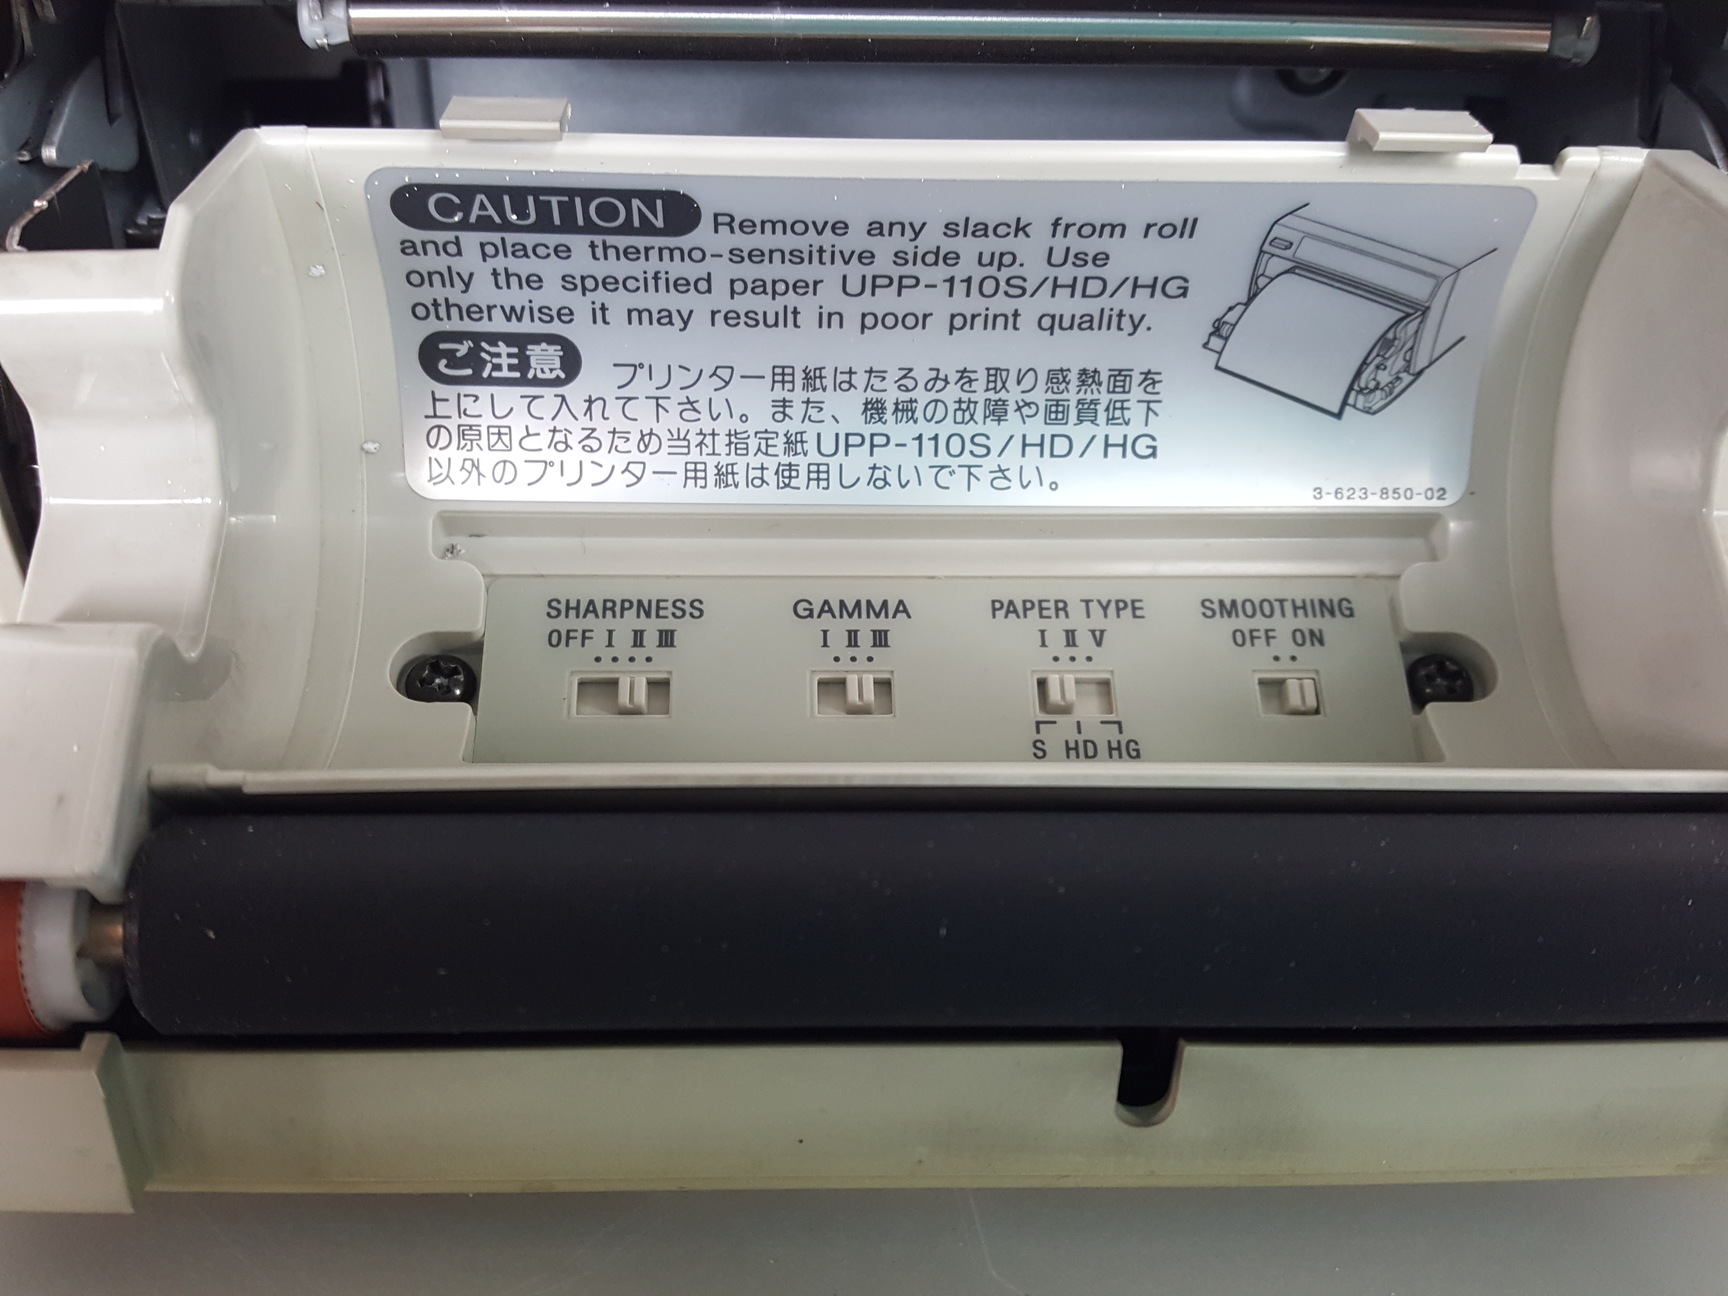 CAUTION Remove any slack from roll
and place thermo-sensitive side up. Use
only the specified paper UPP-110S/HD/HG
otherwise it may result in poor print quality.
ご注意 プリンター用紙はたるみを取り感熱面を
上にして入れて下さい。また、機械の故障や画質低下
の原因となるため当社指定紙UPP-110S/HD/HG
以外のプリンター用紙は使用しないで下さい。
3-623-850-02
SHARPNESS GAMMA PAPER TYPE SMOOTHING
OFF I II III I II III I II V OFF ON
S HD HG